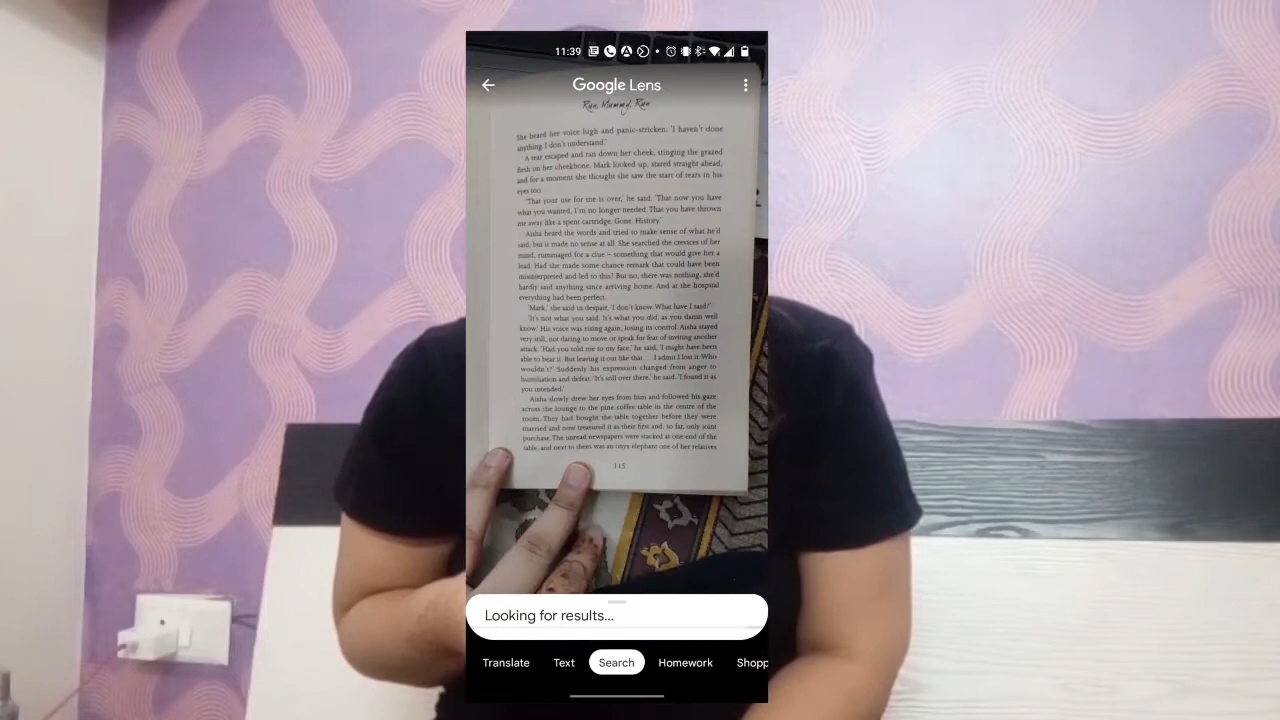 11:39
Google Lens
Run, Mummy, Run
She heard her voice high and panic-stricken. 'I haven't done
anything. I don't understand.'
A tear escaped and ran down her cheek, stinging the grazed
flesh on her cheekbone. Mark looked up, stared straight ahead,
and for a moment she thought she saw the start of tears in his
eyes too.
'That your use for me is over,' he said. 'That now you have
what you wanted, I'm no longer needed. That you have thrown
me away like a spent cartridge. Gone. History.'
Aisha heard the words and tried to make sense of what he'd
said, but it made no sense at all. She searched the crevices of her
mind, rummaged for a clue – something that would give her a
lead. Had she made some chance remark that could have been
misinterpreted and led to this? But no, there was nothing, she'd
hardly said anything since arriving home. And at the hospital
everything had been perfect.
'Mark,' she said in despair, 'I don't know. What have I said?'
'It's not what you said. It's what you did, as you damn well
know.' His voice was rising again, losing its control. Aisha stayed
very still, not daring to move or speak for fear of inviting another
attack. 'Had you told me to my face,' he said, 'I might have been
able to bear it. But leaving it out like that ... I admit I lost it. Who
wouldn't?' Suddenly his expression changed from anger to
humiliation and defeat. 'It's still over there,' he said. 'I found it as
you intended.'
Aisha slowly drew her eyes from him and followed his gaze
across the lounge to the pine coffee table in the centre of the
room. They had bought the table together before they were
married and now treasured it as their first and, so far, only joint
purchase. The unread newspapers were stacked at one end of the
table, and next to them was an onyx elephant one of her relatives
115
Looking for results...
Translate Text Search Homework Shopp